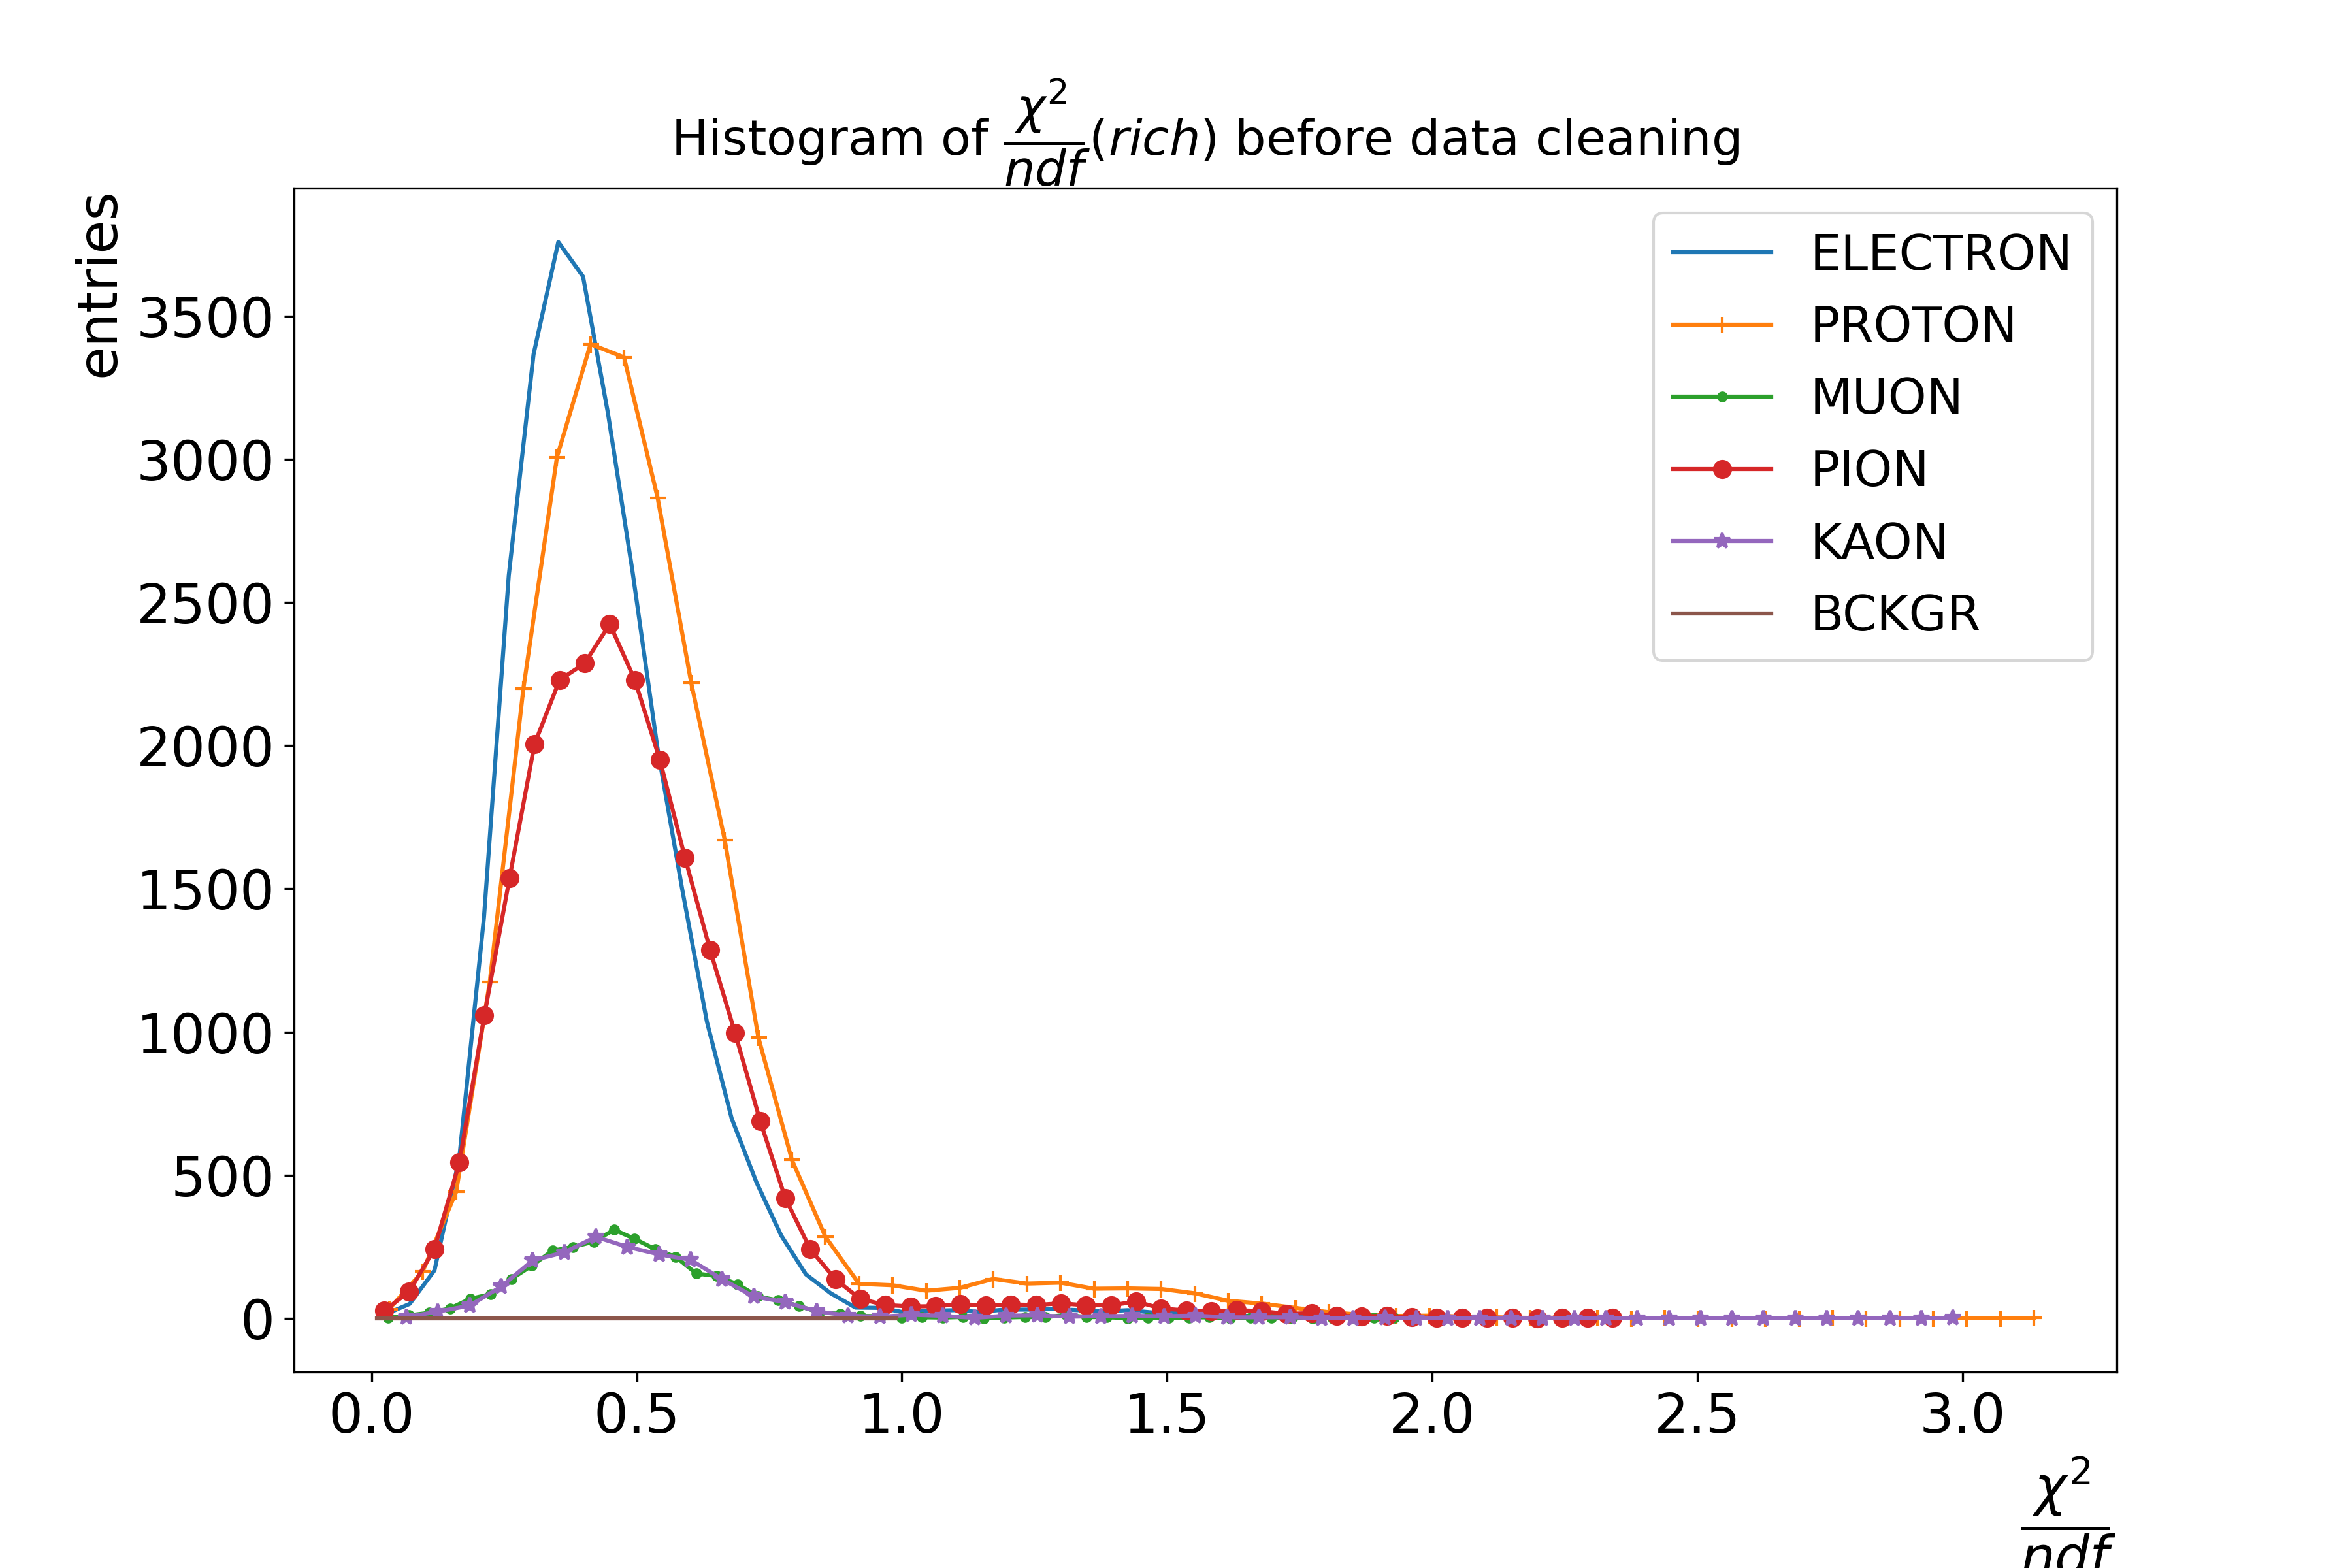 Histogram of χ²/ndf(rich) before data cleaning
entries
3500
3000
2500
2000
1500
1000
500
0
0.0 0.5 1.0 1.5 2.0 2.5 3.0
χ²/ndf
ELECTRON
PROTON
MUON
PION
KAON
BCKGR